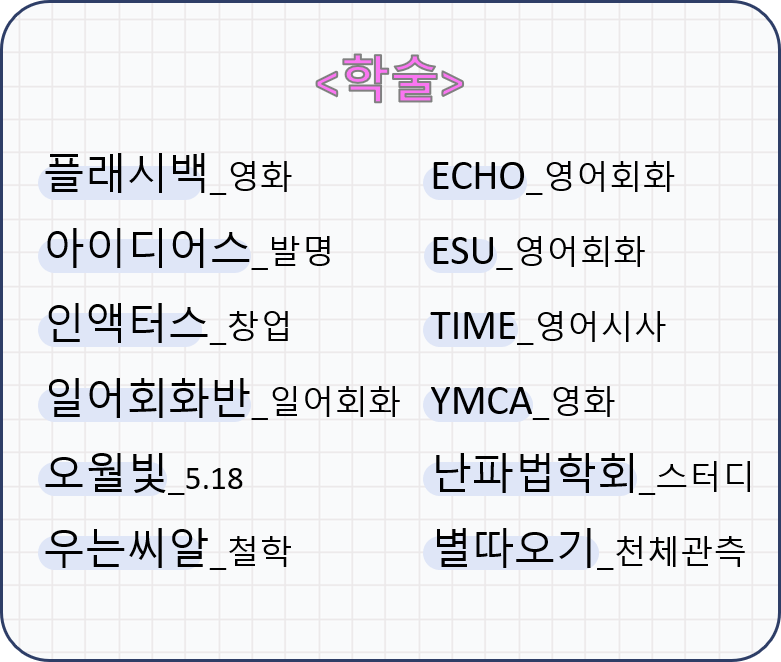 <학술>
플래시백_영화
아이디어스_발명
인액터스_창업
일어회화반_일어회화
오월빛_5.18
우는씨알_철학
ECHO_영어회화
ESU_영어회화
TIME_영어시사
YMCA_영화
난파법학회_스터디
별따오기_천체관측